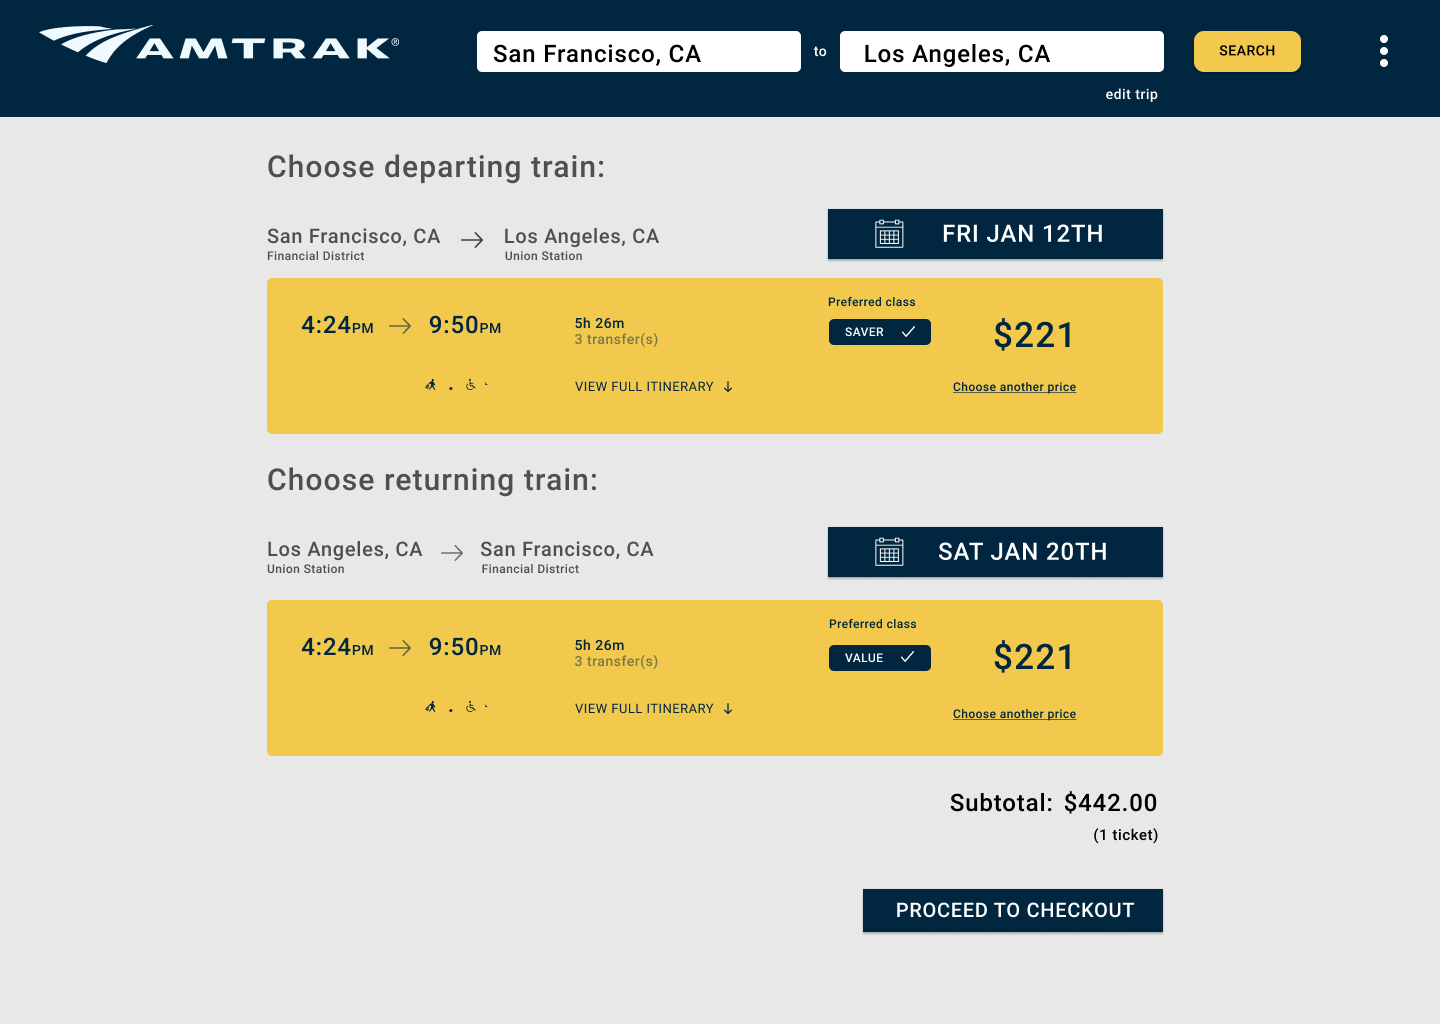 AMTRAK®
San Francisco, CA to Los Angeles, CA SEARCH
edit trip
Choose departing train:
San Francisco, CA → Los Angeles, CA
Financial District Union Station
FRI JAN 12TH
4:24PM → 9:50PM
5h 26m
3 transfer(s)
VIEW FULL ITINERARY ↓
Preferred class
SAVER ✓
$221
Choose another price
Choose returning train:
Los Angeles, CA → San Francisco, CA
Union Station Financial District
SAT JAN 20TH
4:24PM → 9:50PM
5h 26m
3 transfer(s)
VIEW FULL ITINERARY ↓
Preferred class
VALUE ✓
$221
Choose another price
Subtotal: $442.00
(1 ticket)
PROCEED TO CHECKOUT